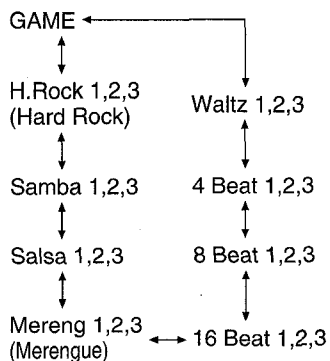 GAME
H.Rock 1,2,3
(Hard Rock)
Waltz 1,2,3
Samba 1,2,3
4 Beat 1,2,3
Salsa 1,2,3
8 Beat 1,2,3
Mereng 1,2,3
(Merengue)
16 Beat 1,2,3